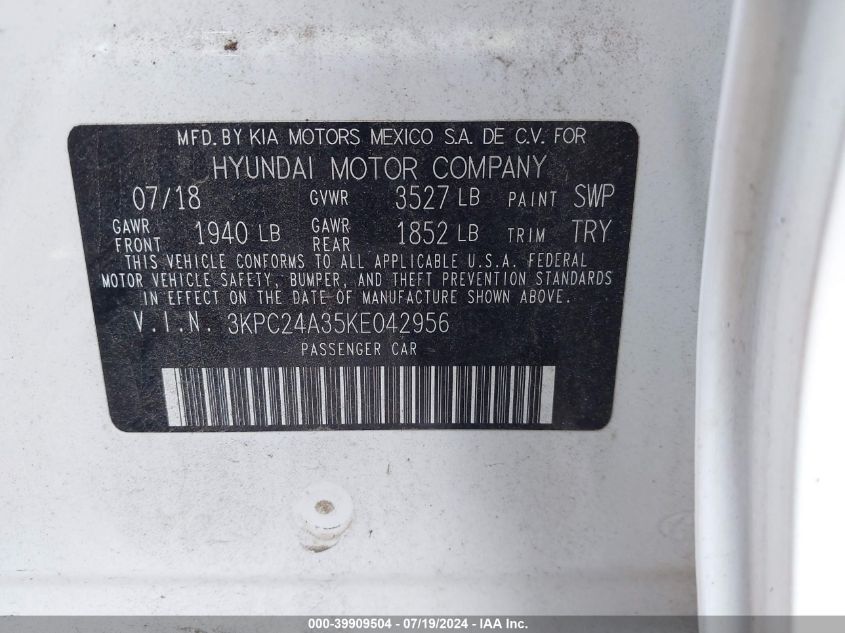 MFD. BY KIA MOTORS MEXICO S.A. DE C.V. FOR
HYUNDAI MOTOR COMPANY
07/18 GVWR 3527 LB PAINT SWP
GAWR FRONT 1940 LB GAWR REAR 1852 LB TRIM TRY
THIS VEHICLE CONFORMS TO ALL APPLICABLE U.S.A. FEDERAL
MOTOR VEHICLE SAFETY, BUMPER, AND THEFT PREVENTION STANDARDS
IN EFFECT ON THE DATE OF MANUFACTURE SHOWN ABOVE.
V.I.N. 3KPC24A35KE042956
PASSENGER CAR
000-39909504 - 07/19/2024 - IAA Inc.